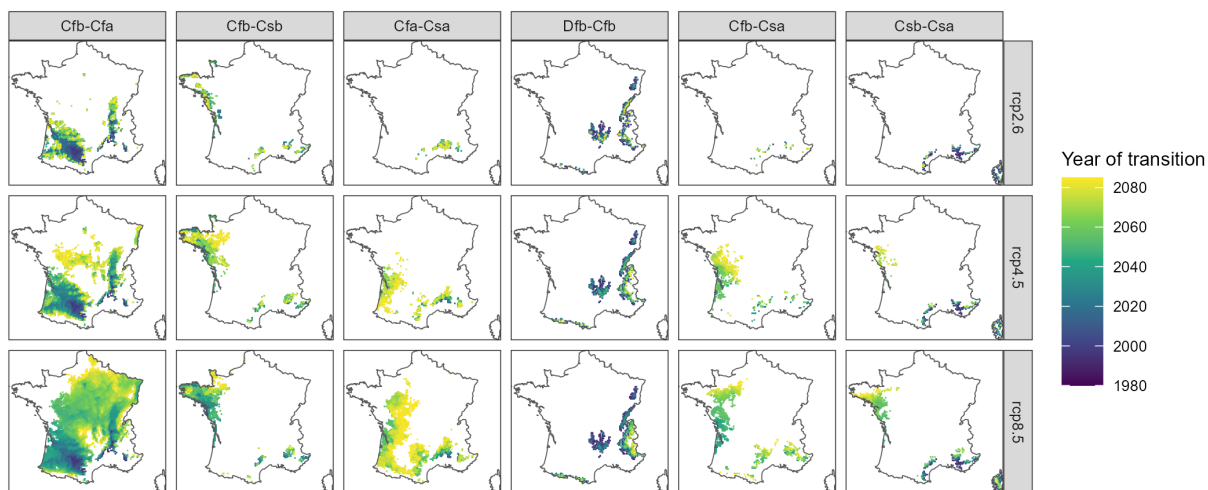 Cfb-Cfa
Cfb-Csb
Cfa-Csa
Dfb-Cfb
Cfb-Csa
Csb-Csa
rcp2.6
rcp4.5
rcp8.5
Year of transition
2080
2060
2040
2020
2000
1980